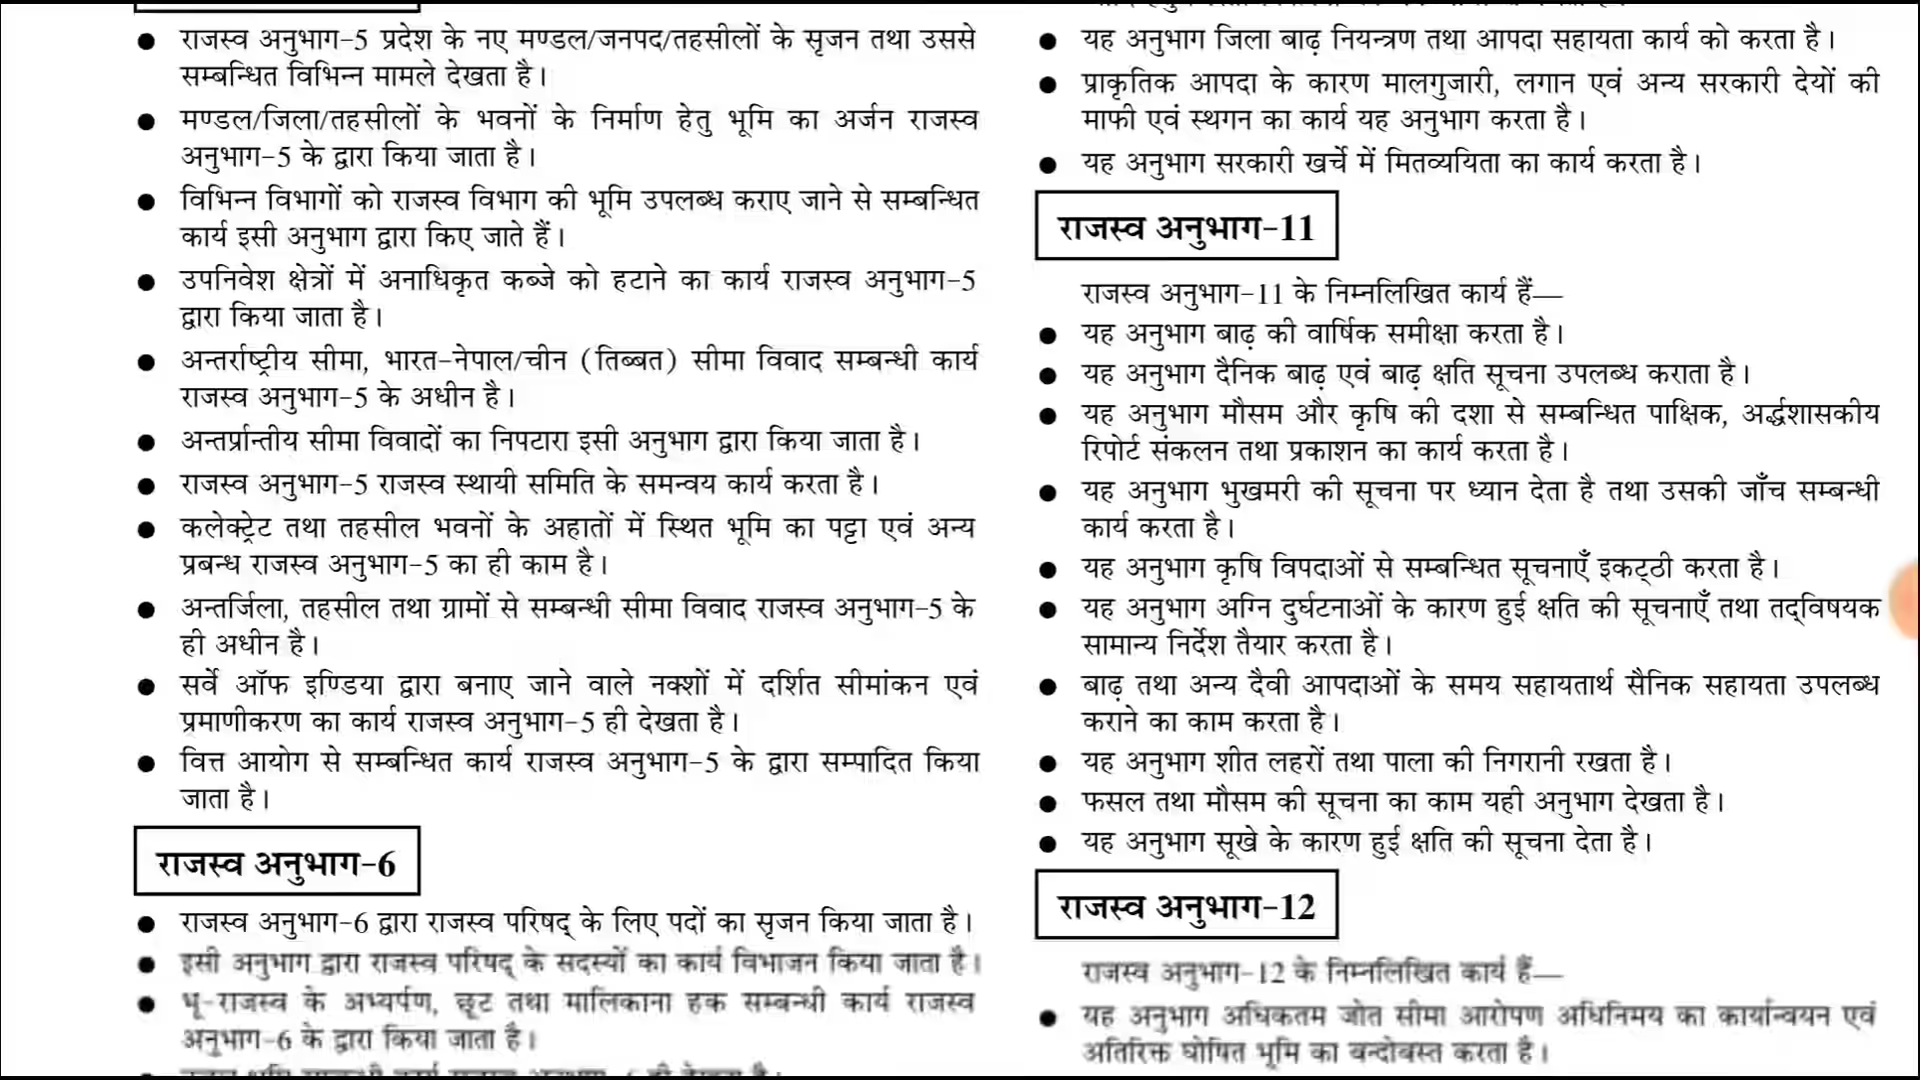 ● राजस्व अनुभाग-5 प्रदेश के नए मण्डल/जनपद/तहसीलों के सृजन तथा उससे
सम्बन्धित विभिन्न मामले देखता है।
● मण्डल/जिला/तहसीलों के भवनों के निर्माण हेतु भूमि का अर्जन राजस्व
अनुभाग-5 के द्वारा किया जाता है।
● विभिन्न विभागों को राजस्व विभाग की भूमि उपलब्ध कराए जाने से सम्बन्धित
कार्य इसी अनुभाग द्वारा किए जाते हैं।
● उपनिवेश क्षेत्रों में अनाधिकृत कब्जे को हटाने का कार्य राजस्व अनुभाग-5
द्वारा किया जाता है।
● अन्तर्राष्ट्रीय सीमा, भारत-नेपाल/चीन (तिब्बत) सीमा विवाद सम्बन्धी कार्य
राजस्व अनुभाग-5 के अधीन है।
● अन्तर्प्रान्तीय सीमा विवादों का निपटारा इसी अनुभाग द्वारा किया जाता है।
● राजस्व अनुभाग-5 राजस्व स्थायी समिति के समन्वय कार्य करता है।
● कलेक्ट्रेट तथा तहसील भवनों के अहातों में स्थित भूमि का पट्टा एवं अन्य
प्रबन्ध राजस्व अनुभाग-5 का ही काम है।
● अन्तर्जिला, तहसील तथा ग्रामों से सम्बन्धी सीमा विवाद राजस्व अनुभाग-5 के
ही अधीन है।
● सर्वे ऑफ इण्डिया द्वारा बनाए जाने वाले नक्शों में दर्शित सीमांकन एवं
प्रमाणीकरण का कार्य राजस्व अनुभाग-5 ही देखता है।
● वित्त आयोग से सम्बन्धित कार्य राजस्व अनुभाग-5 के द्वारा सम्पादित किया
जाता है।
राजस्व अनुभाग-6
● राजस्व अनुभाग-6 द्वारा राजस्व परिषद् के लिए पदों का सृजन किया जाता है।
● इसी अनुभाग द्वारा राजस्व परिषद् के सदस्यों का कार्य विभाजन किया जाता है।
● भू-राजस्व के अभ्यर्पण, छूट तथा मालिकाना हक सम्बन्धी कार्य राजस्व
अनुभाग-6 के द्वारा किया जाता है।
● यह अनुभाग जिला बाढ़ नियन्त्रण तथा आपदा सहायता कार्य को करता है।
● प्राकृतिक आपदा के कारण मालगुजारी, लगान एवं अन्य सरकारी देयों की
माफी एवं स्थगन का कार्य यह अनुभाग करता है।
● यह अनुभाग सरकारी खर्चे में मितव्ययिता का कार्य करता है।
राजस्व अनुभाग-11
राजस्व अनुभाग-11 के निम्नलिखित कार्य हैं—
● यह अनुभाग बाढ़ की वार्षिक समीक्षा करता है।
● यह अनुभाग दैनिक बाढ़ एवं बाढ़ क्षति सूचना उपलब्ध कराता है।
● यह अनुभाग मौसम और कृषि की दशा से सम्बन्धित पाक्षिक, अर्द्धशासकीय
रिपोर्ट संकलन तथा प्रकाशन का कार्य करता है।
● यह अनुभाग भुखमरी की सूचना पर ध्यान देता है तथा उसकी जाँच सम्बन्धी
कार्य करता है।
● यह अनुभाग कृषि विपदाओं से सम्बन्धित सूचनाएँ इकट्ठी करता है।
● यह अनुभाग अग्नि दुर्घटनाओं के कारण हुई क्षति की सूचनाएँ तथा तद्विषयक
सामान्य निर्देश तैयार करता है।
● बाढ़ तथा अन्य दैवी आपदाओं के समय सहायतार्थ सैनिक सहायता उपलब्ध
कराने का काम करता है।
● यह अनुभाग शीत लहरों तथा पाला की निगरानी रखता है।
● फसल तथा मौसम की सूचना का काम यही अनुभाग देखता है।
● यह अनुभाग सूखे के कारण हुई क्षति की सूचना देता है।
राजस्व अनुभाग-12
राजस्व अनुभाग-12 के निम्नलिखित कार्य हैं—
● यह अनुभाग अधिकतम जोत सीमा आरोपण अधिनिमय का कार्यान्वयन एवं
अतिरिक्त घोषित भूमि का बन्दोबस्त करता है।